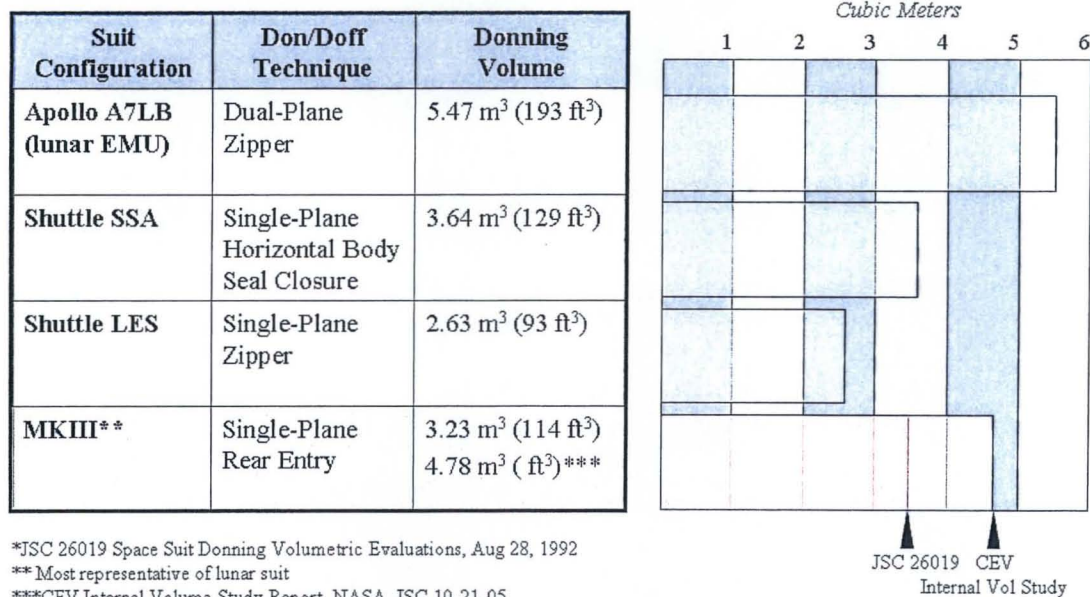 Suit Configuration
Don/Doff Technique
Donning Volume
Apollo A7LB (lunar EMU)
Dual-Plane Zipper
5.47 m³ (193 ft³)
Shuttle SSA
Single-Plane Horizontal Body Seal Closure
3.64 m³ (129 ft³)
Shuttle LES
Single-Plane Zipper
2.63 m³ (93 ft³)
MKIII**
Single-Plane Rear Entry
3.23 m³ (114 ft³)
4.78 m³ ( ft³)***
*JSC 26019 Space Suit Donning Volumetric Evaluations, Aug 28, 1992
** Most representative of lunar suit
***CEV Internal Volume Study Report, NASA-JSC 10-21-05
Cubic Meters
1 2 3 4 5 6
JSC 26019 CEV
Internal Vol Study